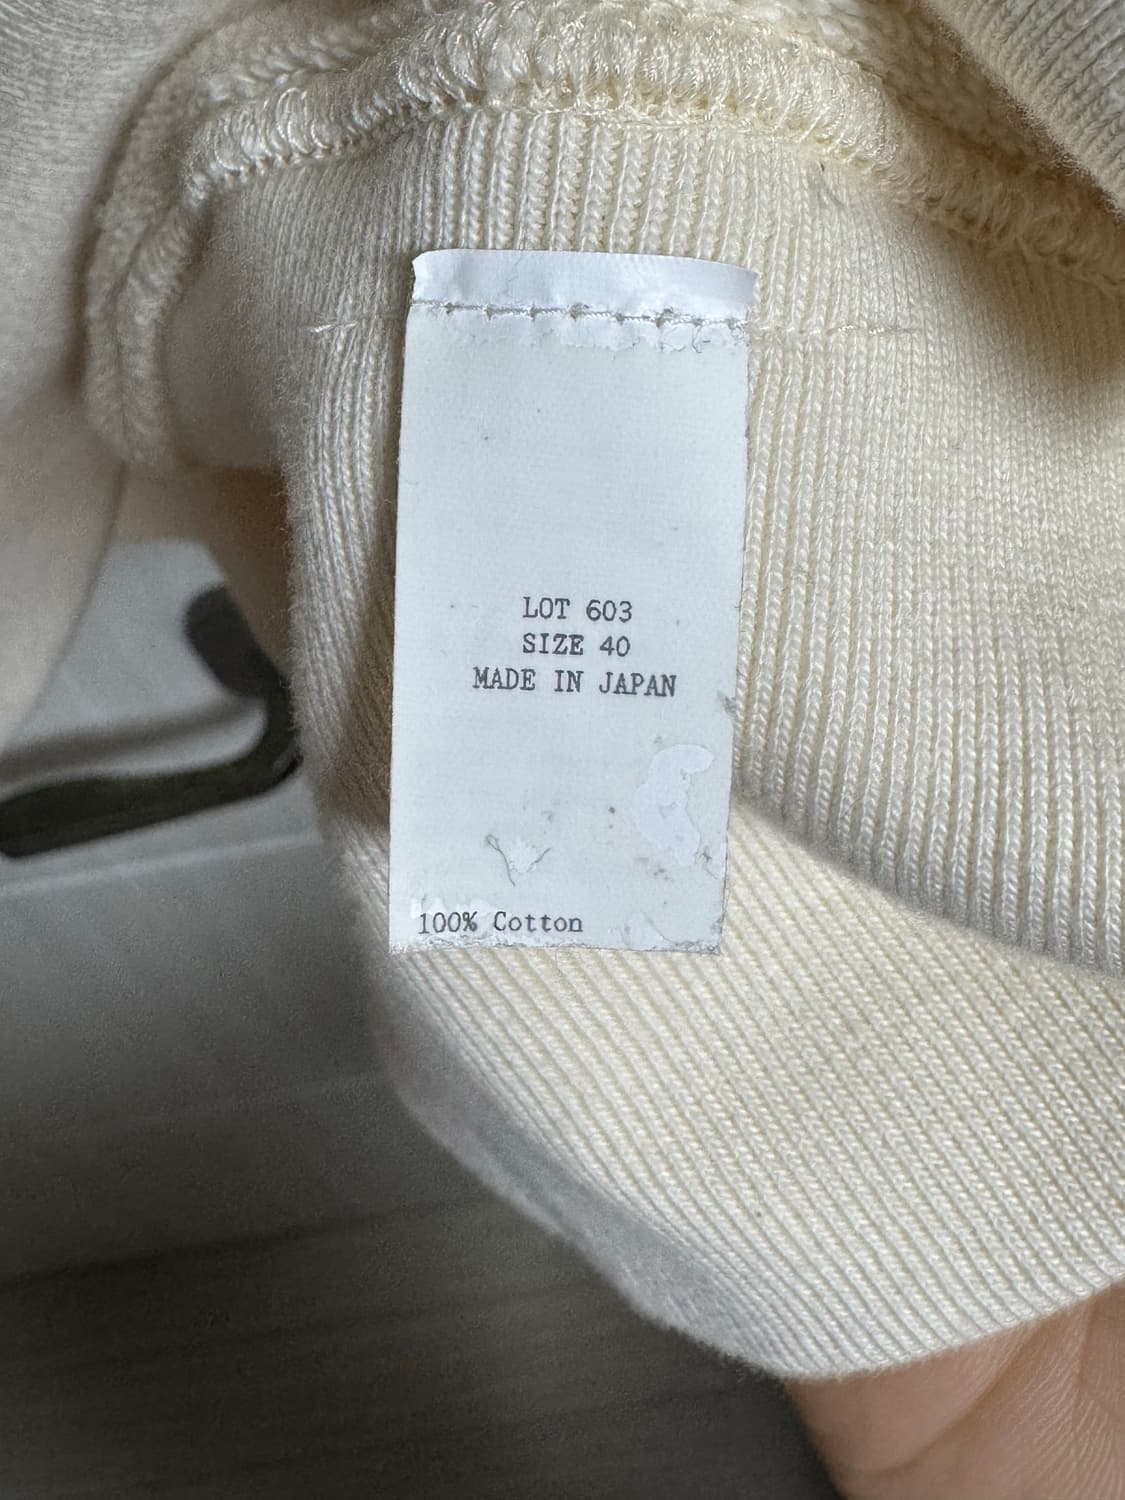 LOT 603
SIZE 40
MADE IN JAPAN
100% Cotton